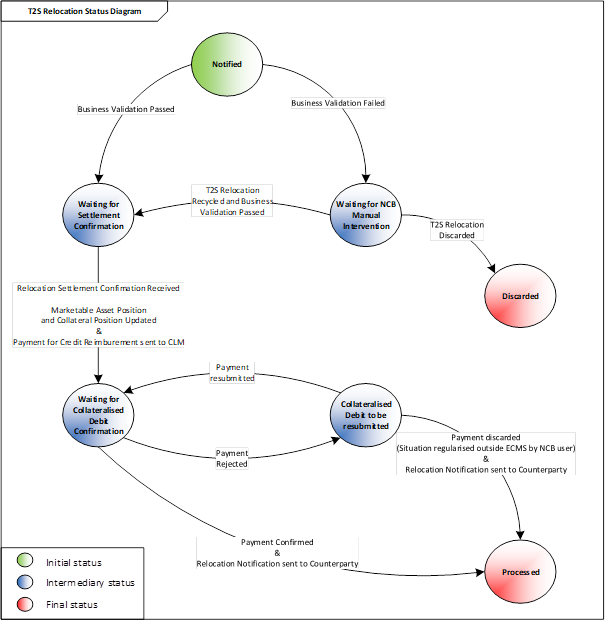 T2S Relocation Status Diagram
Notified
Business Validation Passed
Business Validation Failed
Waiting for
Settlement
Confirmation
T2S Relocation
Recycled and Business
Validation Passed
Waiting for NCB
Manual
Intervention
T2S Relocation
Discarded
Discarded
Relocation Settlement Confimation Received
Marketable Asset Position
and Collateral Position Updated
&
Payment for Credit Reimbursement sent to CLM
Payment
resubmitted
Waiting for
Collateralised
Debit
Confirmation
Collateralised
Debit to be
resubmitted
Payment
Rejected
Payment discarded
(Situation regularised outside ECMS by NCB user)
&
Relocation Notification sent to Counterparty
Payment Confirmed
&
Relocation Notification sent to Counterparty
Processed
Initial status
Intermediary status
Final status